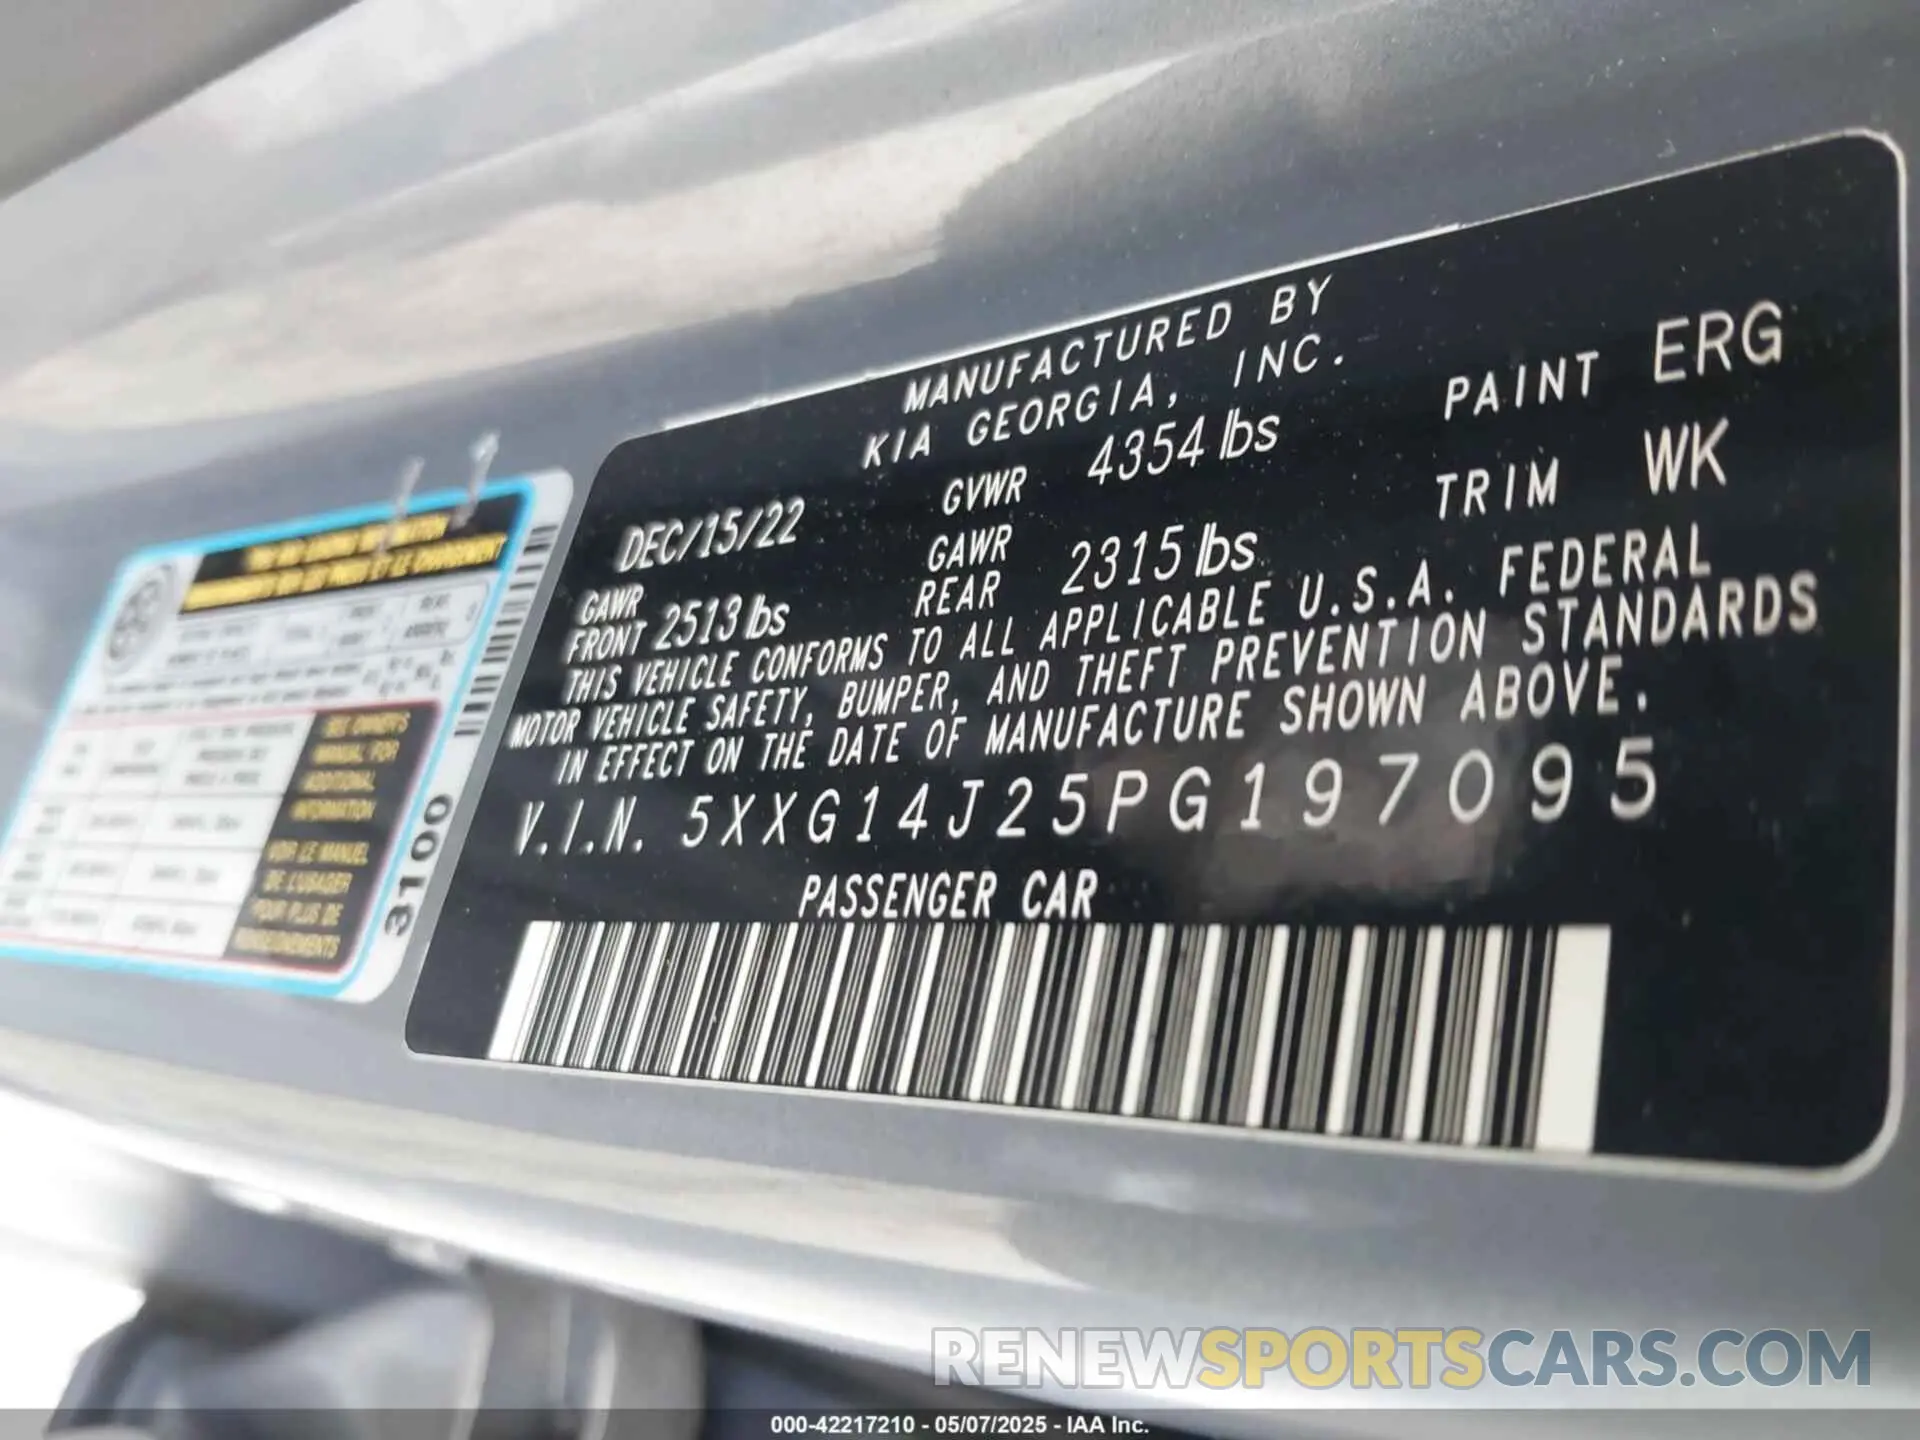 MANUFACTURED BY
KIA GEORGIA, INC.
DEC/15/22 GVWR 4354 lbs PAINT ERG
GAWR FRONT 2513 lbs GAWR REAR 2315 lbs TRIM WK
THIS VEHICLE CONFORMS TO ALL APPLICABLE U.S.A. FEDERAL
MOTOR VEHICLE SAFETY, BUMPER, AND THEFT PREVENTION STANDARDS
IN EFFECT ON THE DATE OF MANUFACTURE SHOWN ABOVE.
V.I.N. 5XXG14J25PG197095
PASSENGER CAR
SEE OWNER'S
MANUAL FOR
ADDITIONAL
INFORMATION
VOIR LE MANUEL
DE L'USAGER
POUR PLUS DE
RENSEIGNEMENTS
3100
RENEWSPORTSCARS.COM
000-42217210 - 05/07/2025 - IAA Inc.